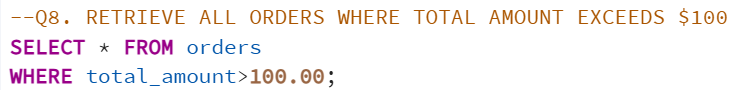 --Q8. RETRIEVE ALL ORDERS WHERE TOTAL AMOUNT EXCEEDS $100
SELECT * FROM orders
WHERE total_amount>100.00;